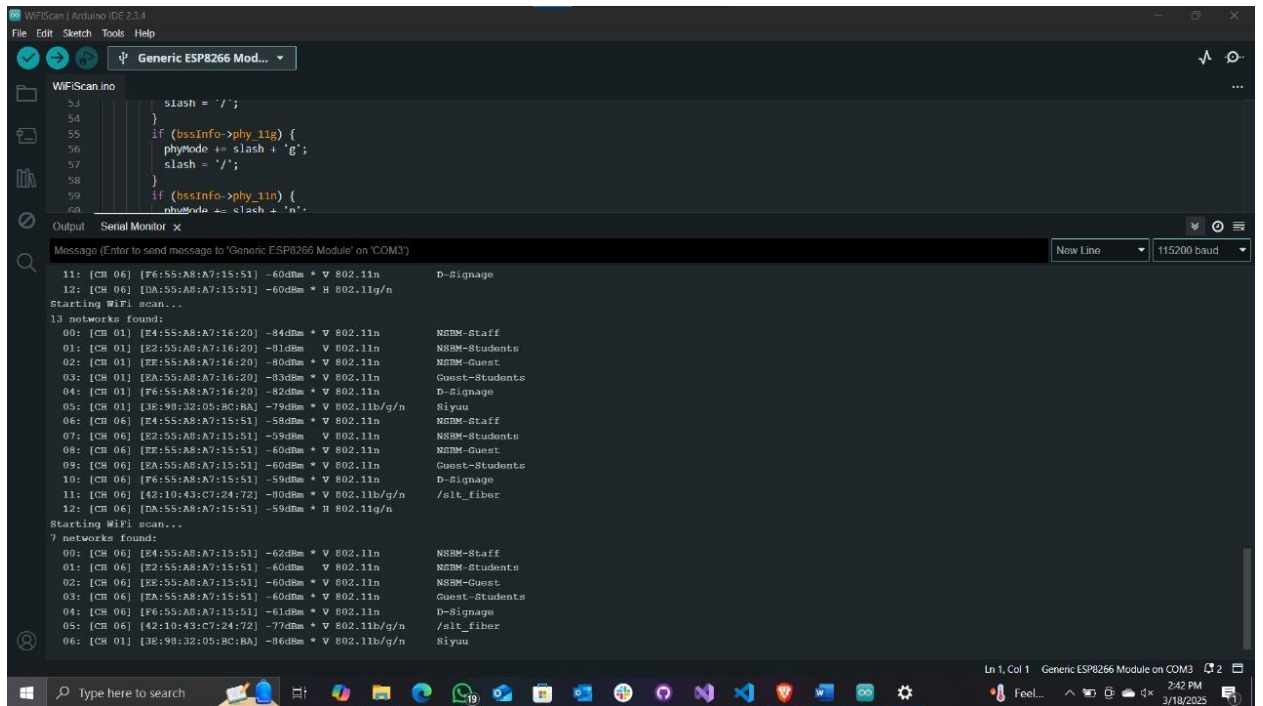 WiFiScan | Arduino IDE 2.3.4
File Edit Sketch Tools Help
Generic ESP8266 Mod...
WiFiScan.ino
53 slash = '/';
54 }
55 if (bssInfo->phy_11g) {
56 phyMode += slash + 'g';
57 slash = '/';
58 }
59 if (bssInfo->phy_11n) {
60 phyMode += slash + 'n';
Output Serial Monitor
Message (Enter to send message to 'Generic ESP8266 Module' on 'COM3')
New Line 115200 baud
11: [CH 06] [F6:55:A8:A7:15:51] -60dBm * V 802.11n D-Signage
12: [CH 06] [DA:55:A8:A7:15:51] -60dBm * H 802.11g/n
Starting WiFi scan...
13 networks found:
00: [CH 01] [E4:55:A8:A7:16:20] -84dBm * V 802.11n NSBM-Staff
01: [CH 01] [E2:55:A8:A7:16:20] -81dBm V 802.11n NSBM-Students
02: [CH 01] [EE:55:A8:A7:16:20] -80dBm * V 802.11n NSBM-Guest
03: [CH 01] [EA:55:A8:A7:16:20] -83dBm * V 802.11n Guest-Students
04: [CH 01] [F6:55:A8:A7:16:20] -82dBm * V 802.11n D-Signage
05: [CH 01] [3E:98:32:05:BC:BA] -79dBm * V 802.11b/g/n Siyuu
06: [CH 06] [E4:55:A8:A7:15:51] -58dBm * V 802.11n NSBM-Staff
07: [CH 06] [E2:55:A8:A7:15:51] -59dBm V 802.11n NSBM-Students
08: [CH 06] [EE:55:A8:A7:15:51] -60dBm * V 802.11n NSBM-Guest
09: [CH 06] [EA:55:A8:A7:15:51] -60dBm * V 802.11n Guest-Students
10: [CH 06] [F6:55:A8:A7:15:51] -59dBm * V 802.11n D-Signage
11: [CH 06] [42:10:43:C7:24:72] -80dBm * V 802.11b/g/n /slt_fiber
12: [CH 06] [DA:55:A8:A7:15:51] -59dBm * H 802.11g/n
Starting WiFi scan...
7 networks found:
00: [CH 06] [E4:55:A8:A7:15:51] -62dBm * V 802.11n NSBM-Staff
01: [CH 06] [E2:55:A8:A7:15:51] -60dBm V 802.11n NSBM-Students
02: [CH 06] [EE:55:A8:A7:15:51] -60dBm * V 802.11n NSBM-Guest
03: [CH 06] [EA:55:A8:A7:15:51] -60dBm * V 802.11n Guest-Students
04: [CH 06] [F6:55:A8:A7:15:51] -61dBm * V 802.11n D-Signage
05: [CH 06] [42:10:43:C7:24:72] -77dBm * V 802.11b/g/n /slt_fiber
06: [CH 01] [3E:98:32:05:BC:BA] -86dBm * V 802.11b/g/n Siyuu
Ln 1, Col 1 Generic ESP8266 Module on COM3 2
Type here to search
19
Feel...
2:42 PM
3/18/2025
1